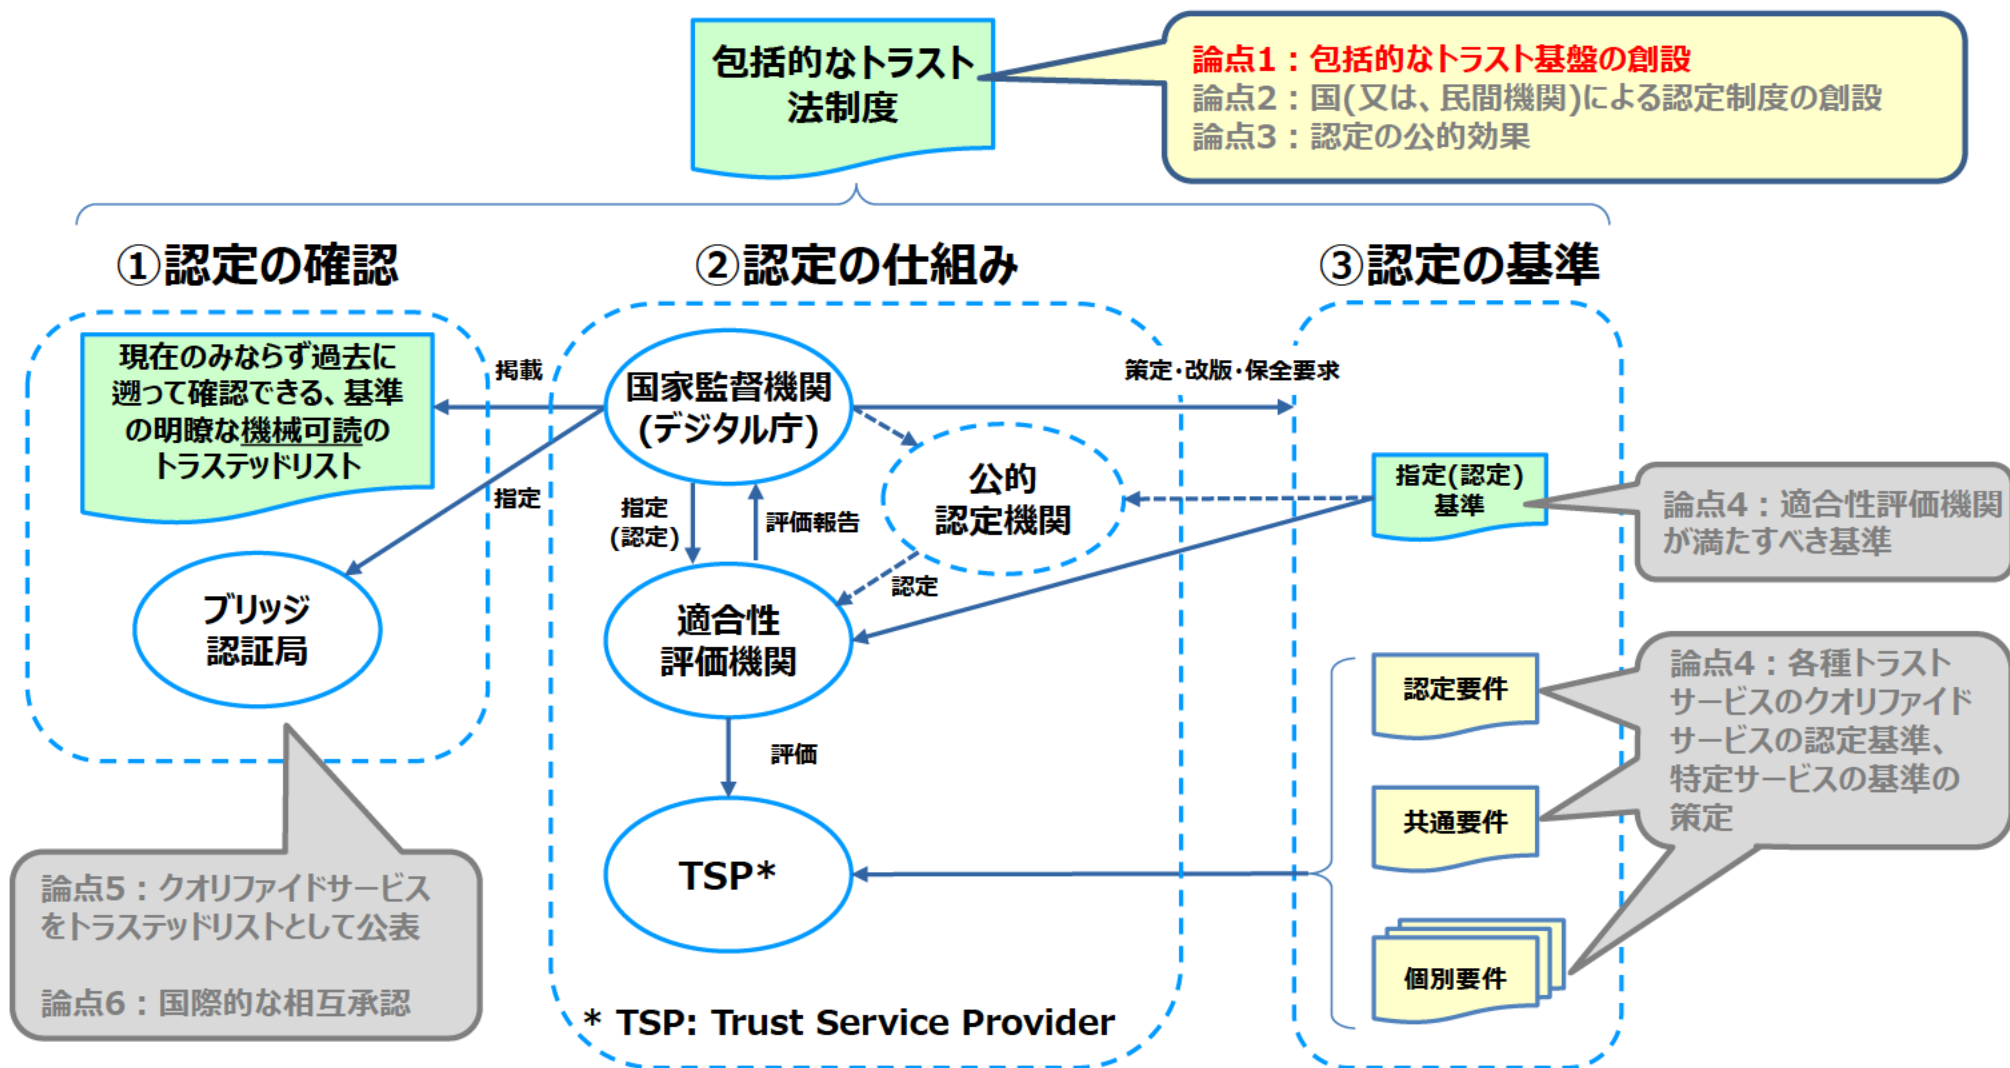 包括的なトラスト
法制度
論点1：包括的なトラスト基盤の創設
論点2：国(又は、民間機関)による認定制度の創設
論点3：認定の公的効果
①認定の確認
②認定の仕組み
③認定の基準
現在のみならず過去に
遡って確認できる、基準
の明瞭な機械可読の
トラステッドリスト
掲載
指定
ブリッジ
認証局
国家監督機関
(デジタル庁)
策定･改版･保全要求
公的
認定機関
指定
(認定)
評価報告
認定
適合性
評価機関
評価
TSP*
* TSP: Trust Service Provider
指定(認定)
基準
論点4：適合性評価機関
が満たすべき基準
認定要件
共通要件
個別要件
論点4：各種トラスト
サービスのクオリファイド
サービスの認定基準、
特定サービスの基準の
策定
論点5：クオリファイドサービス
をトラステッドリストとして公表
論点6：国際的な相互承認